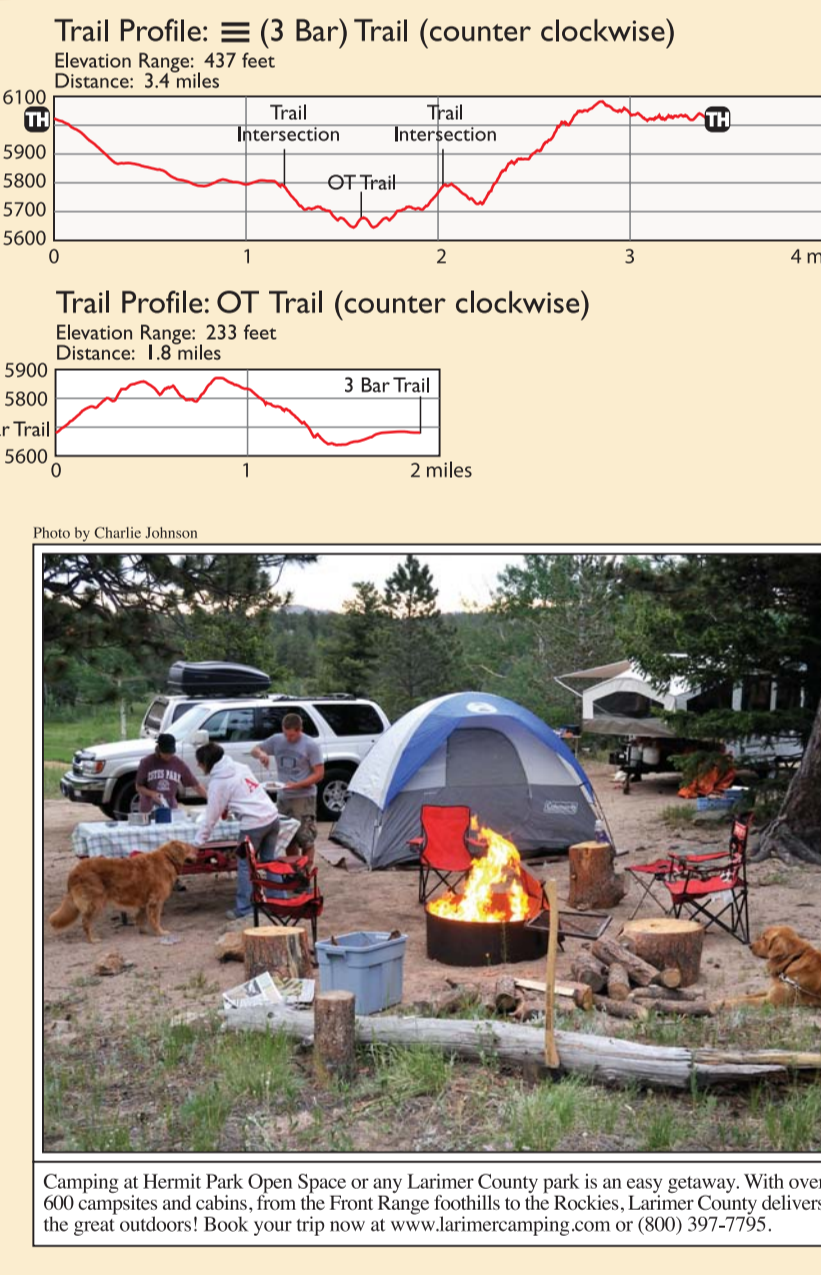 Trail Profile: (3 Bar) Trail (counter clockwise)
Elevation Range: 437 feet
Distance: 3.4 miles
6100
TH
5900
5800
5700
5600
Trail
Intersection
OT Trail
Trail
Intersection
TH
0 1 2 3 4 m
Trail Profile: OT Trail (counter clockwise)
Elevation Range: 233 feet
Distance: 1.8 miles
5900
5800
r Trail
5600
3 Bar Trail
0 1 2 miles
Photo by Charlie Johnson
ESTES PARK
Coleman
Camping at Hermit Park Open Space or any Larimer County park is an easy getaway. With over
600 campsites and cabins, from the Front Range foothills to the Rockies, Larimer County delivers
the great outdoors! Book your trip now at www.larimercamping.com or (800) 397-7795.